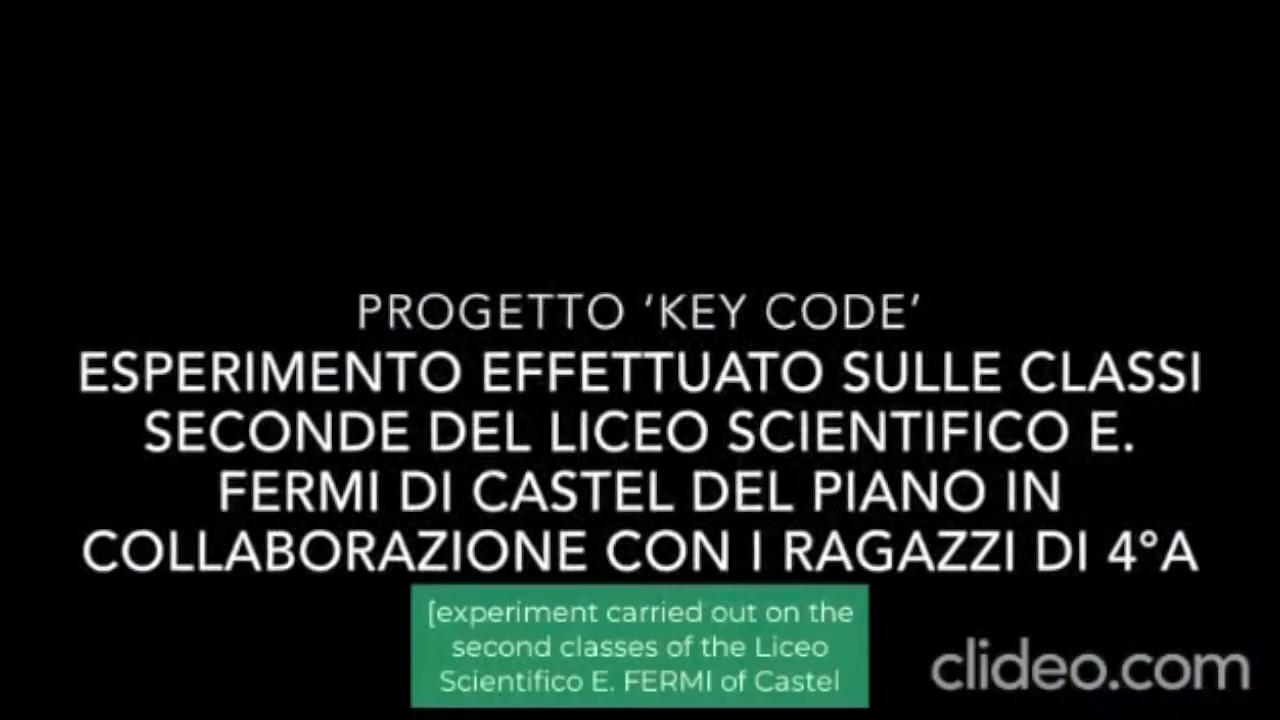 PROGETTO ‘KEY CODE’
ESPERIMENTO EFFETTUATO SULLE CLASSI
SECONDE DEL LICEO SCIENTIFICO E.
FERMI DI CASTEL DEL PIANO IN
COLLABORAZIONE CON I RAGAZZI DI 4°A
[experiment carried out on the
second classes of the Liceo
Scientifico E. FERMI of Castel
clideo.com